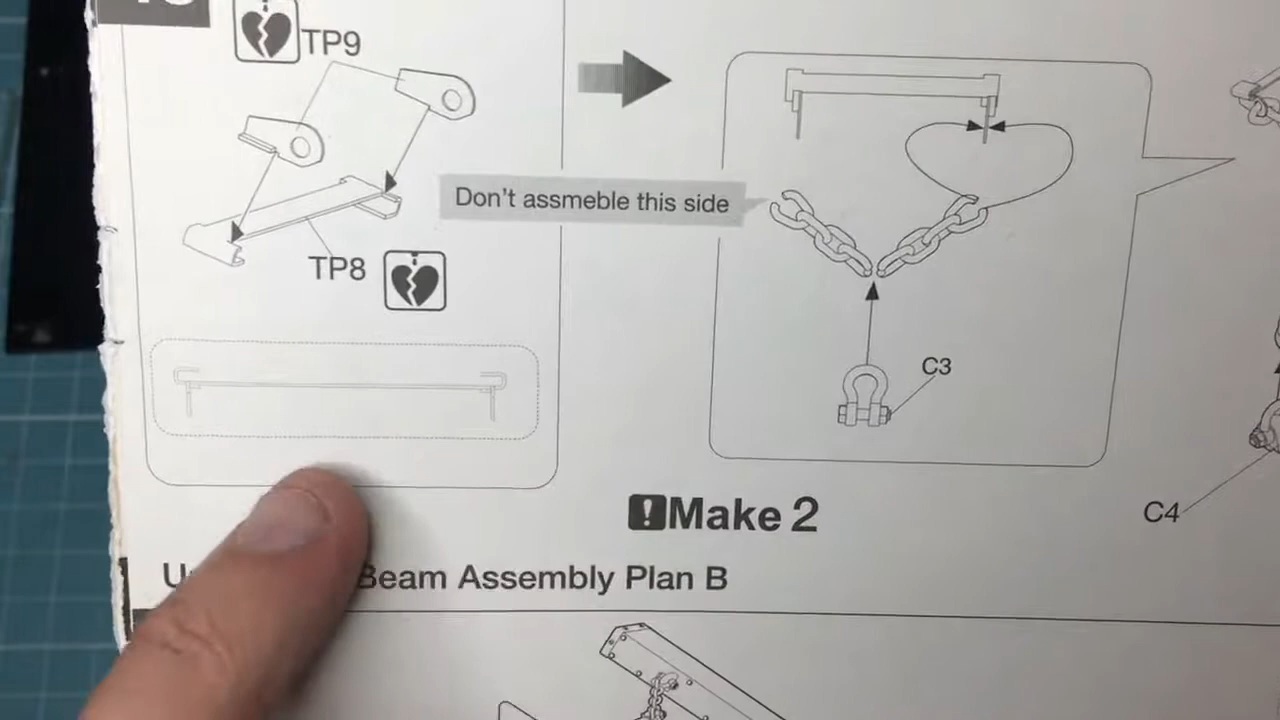 TP9
Don't assmeble this side
TP8
C3
!Make 2
C4
Beam Assembly Plan B